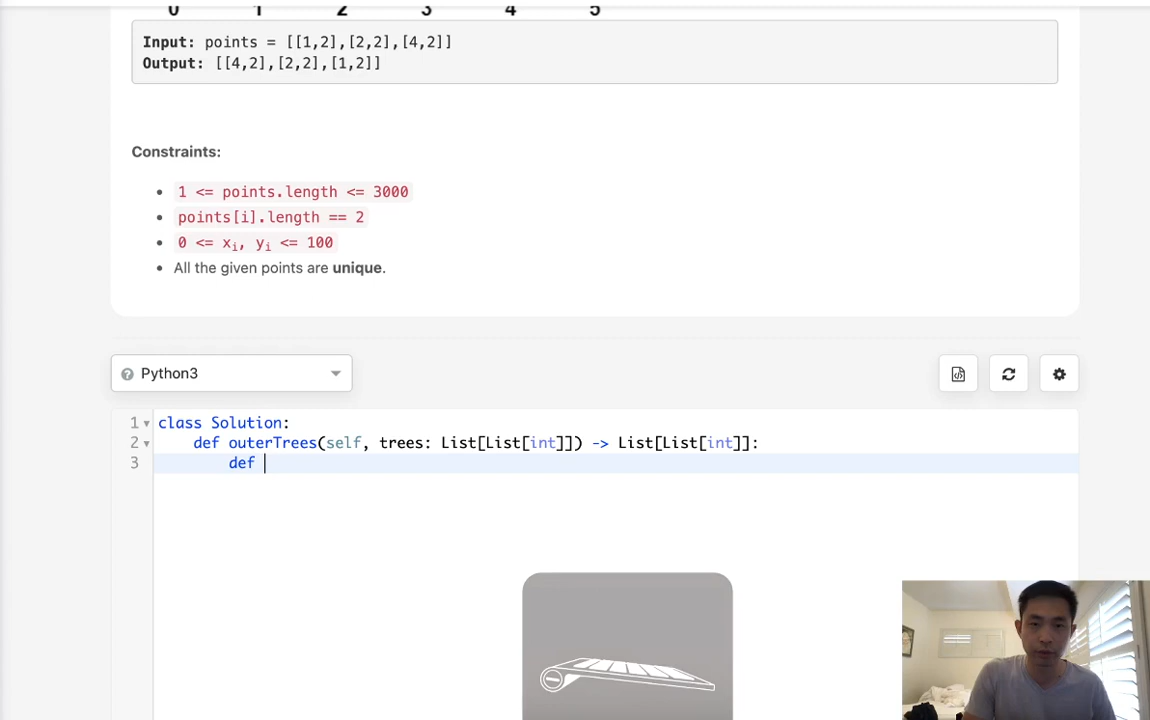 0 1 2 3 4 5
Input: points = [[1,2],[2,2],[4,2]]
Output: [[4,2],[2,2],[1,2]]
Constraints:
• 1 <= points.length <= 3000
• points[i].length == 2
• 0 <= xi, yi <= 100
• All the given points are unique.
Python3
1 class Solution:
2 def outerTrees(self, trees: List[List[int]]) -> List[List[int]]:
3 def